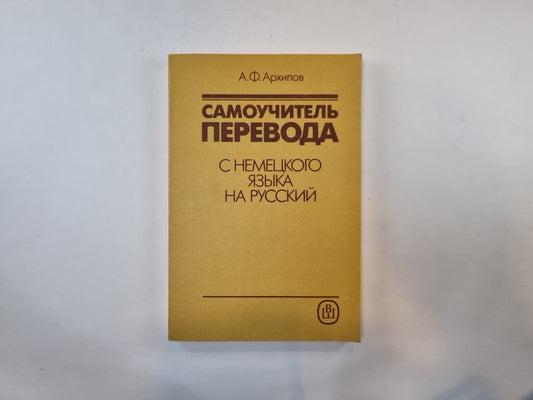 А.Ф.Архипов
САМОУЧИТЕЛЬ
ПЕРЕВОДА
С НЕМЕЦКОГО
ЯЗЫКА
НА РУССКИЙ
В
Ш